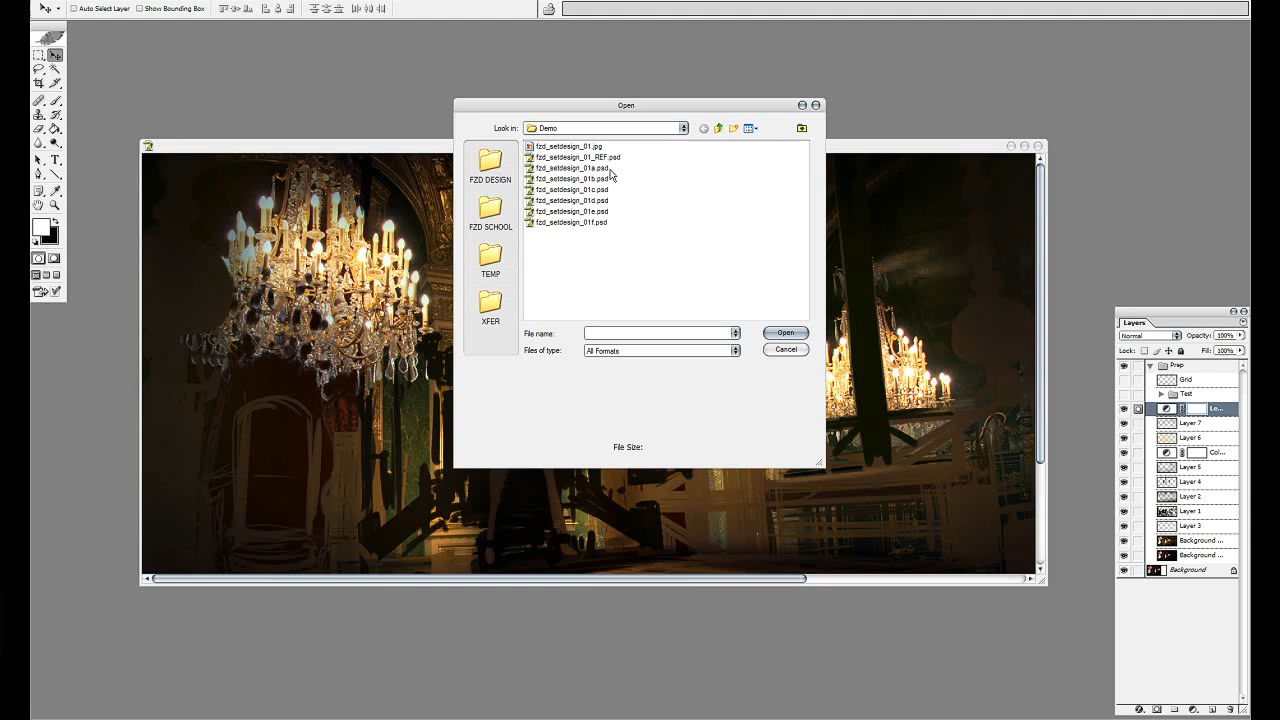 Auto Select Layer
Show Bounding Box
Open
Look in:
Demo
fzd_setdesign_01.jpg
fzd_setdesign_01_REF.psd
fzd_setdesign_01a.psd
fzd_setdesign_01b.psd
fzd_setdesign_01c.psd
fzd_setdesign_01d.psd
fzd_setdesign_01e.psd
fzd_setdesign_01f.psd
FZD DESIGN
FZD SCHOOL
TEMP
XFER
File name:
Open
Files of type:
All Formats
Cancel
File Size:
Layers
Normal
Opacity: 100%
Lock:
Fill: 100%
Prep
Grid
Test
Le...
Layer 7
Layer 6
Col...
Layer 5
Layer 4
Layer 2
Layer 1
Layer 3
Background ...
Background ...
Background